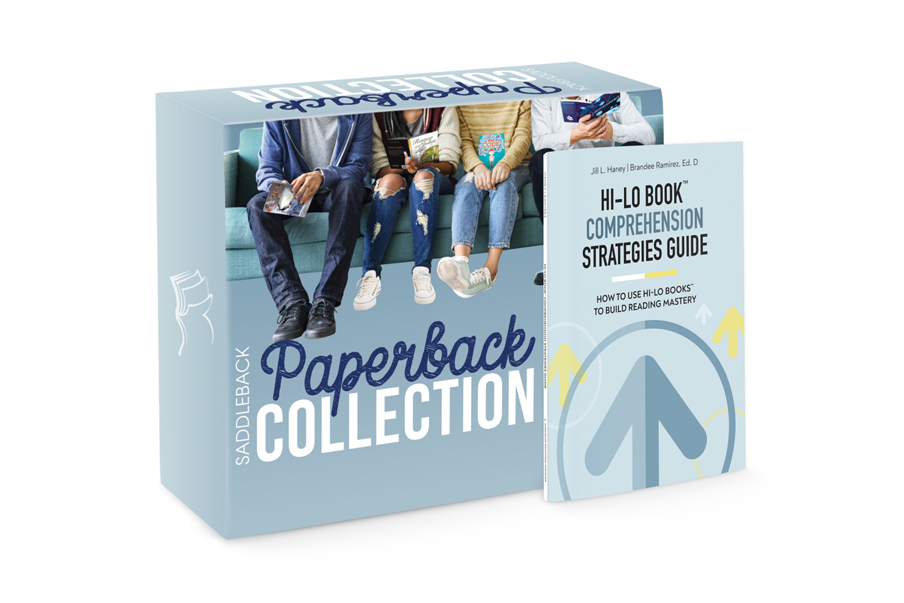 COLLECTION
Paperback
SADDLEBACK
SADDLEBACK
Paperback
COLLECTION
Jill L. Haney | Brandee Ramirez, Ed. D
HI-LO BOOK™
COMPREHENSION
STRATEGIES GUIDE
HOW TO USE HI-LO BOOKS™
TO BUILD READING MASTERY